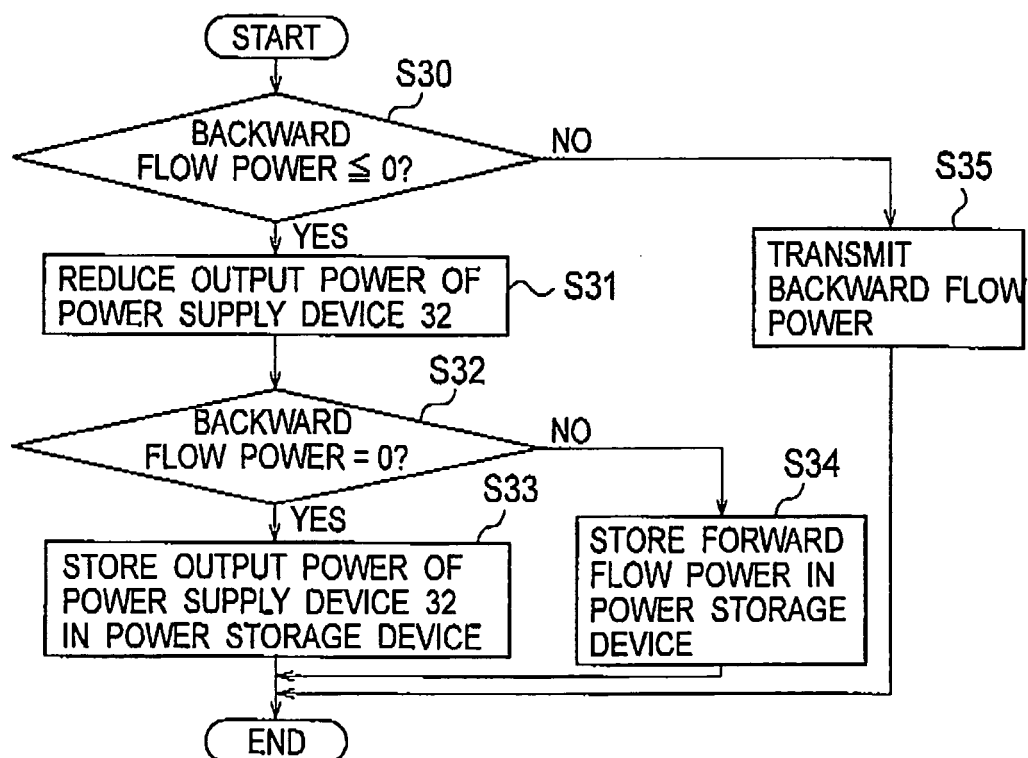 START
S30
BACKWARD
FLOW POWER ≦ 0?
NO
YES
S35
TRANSMIT
BACKWARD FLOW
POWER
REDUCE OUTPUT POWER OF
POWER SUPPLY DEVICE 32
S31
S32
BACKWARD
FLOW POWER = 0?
NO
YES
S33
STORE OUTPUT POWER OF
POWER SUPPLY DEVICE 32
IN POWER STORAGE DEVICE
S34
STORE FORWARD
FLOW POWER IN
POWER STORAGE
DEVICE
END